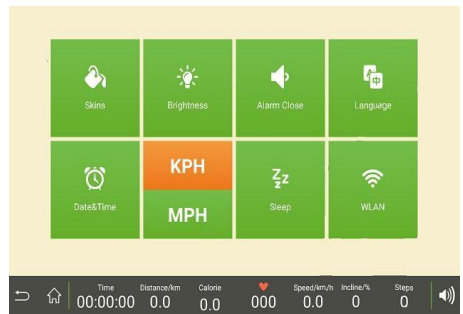 Skins
Brightness
Alarm Close
Language
Date&Time
KPH
MPH
Sleep
WLAN
Time
00:00:00
Distance/km
0.0
Calorie
0.0
000
Speed/km/h
0.0
Incline/%
0
Steps
0